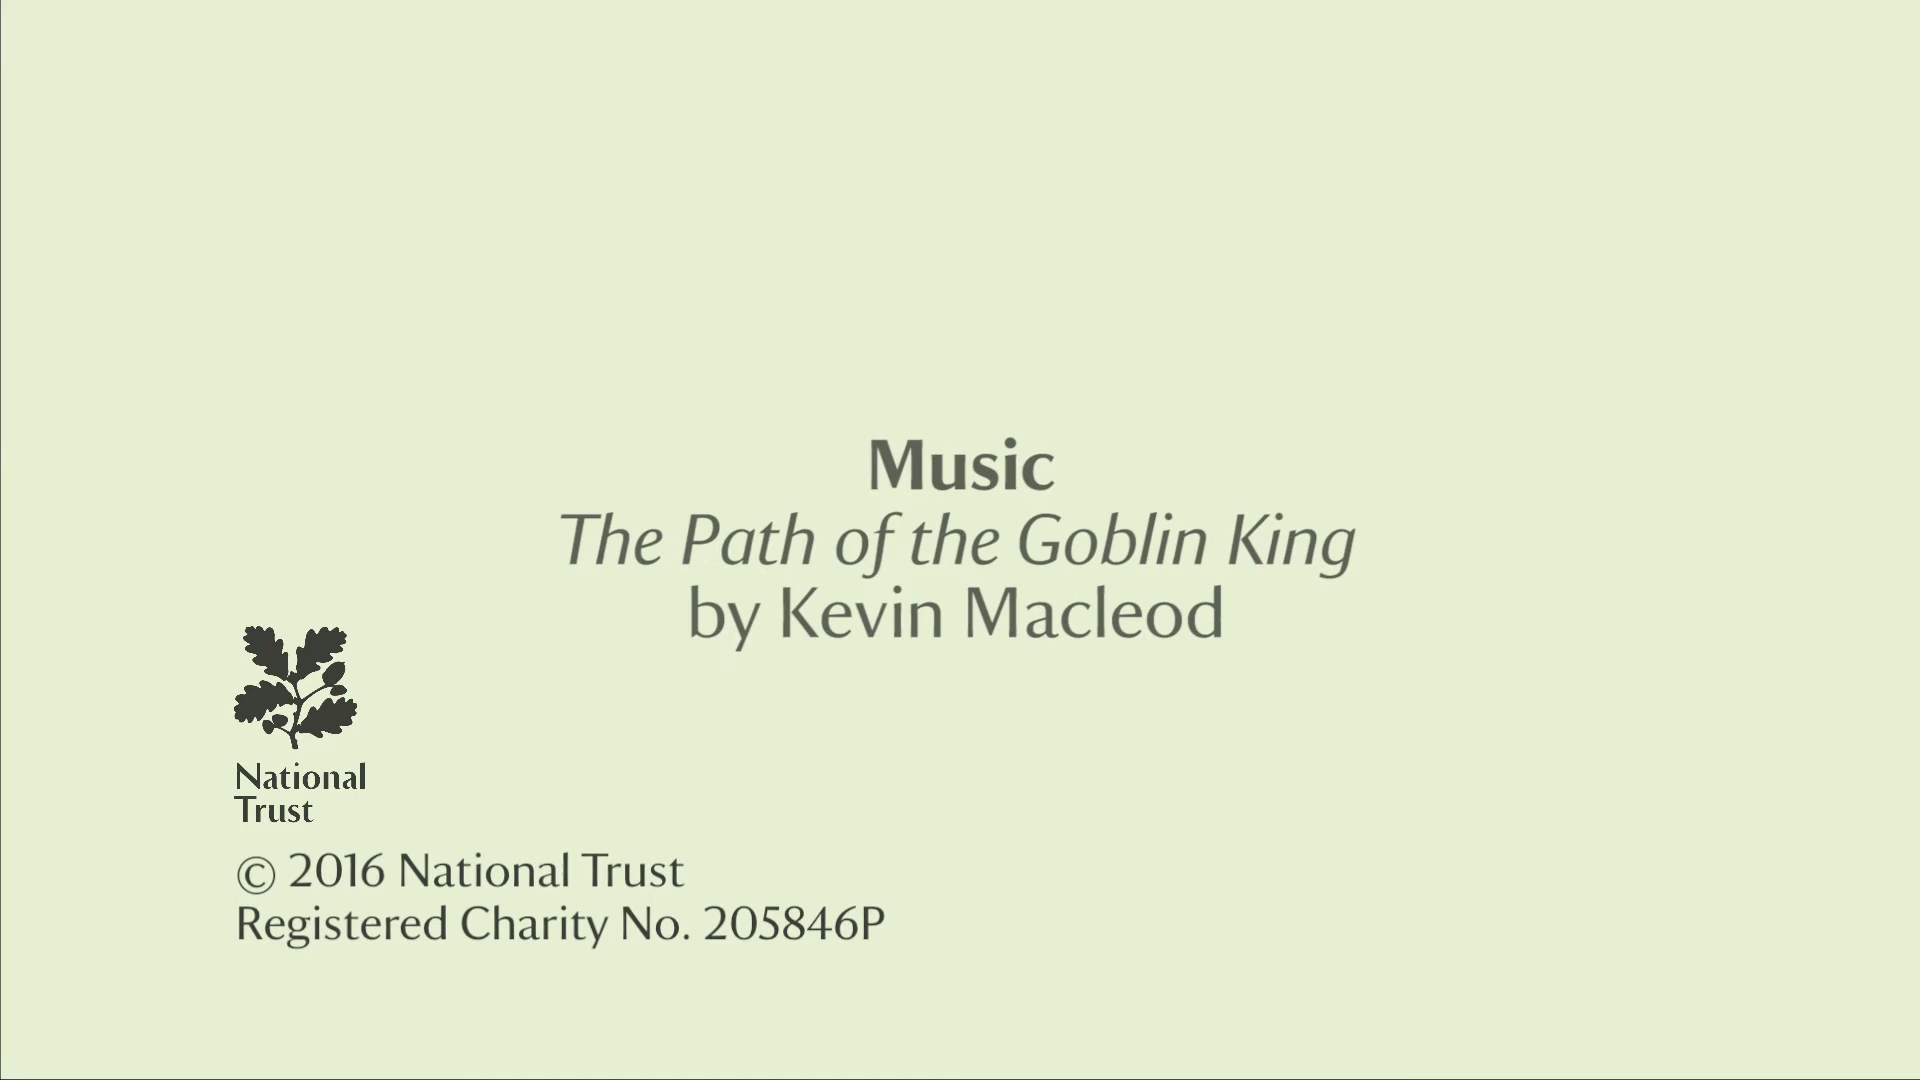 Music
The Path of the Goblin King
by Kevin Macleod
National
Trust
© 2016 National Trust
Registered Charity No. 205846P